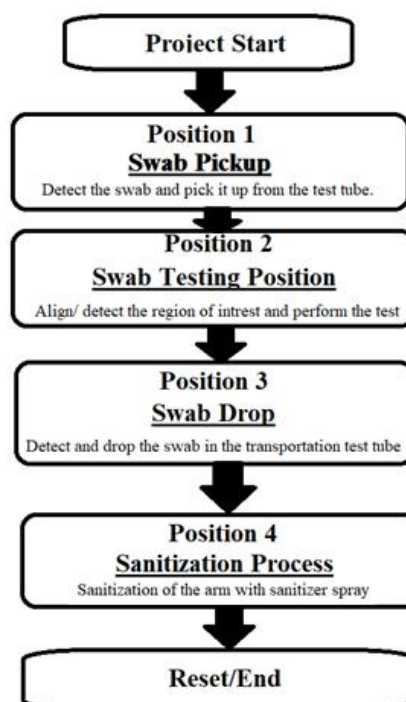 Project Start
Position 1
Swab Pickup
Detect the swab and pick it up from the test tube.
Position 2
Swab Testing Position
Align/ detect the region of intrest and perform the test
Position 3
Swab Drop
Detect and drop the swab in the transportation test tube
Position 4
Sanitization Process
Sanitization of the arm with sanitizer spray
Reset/End